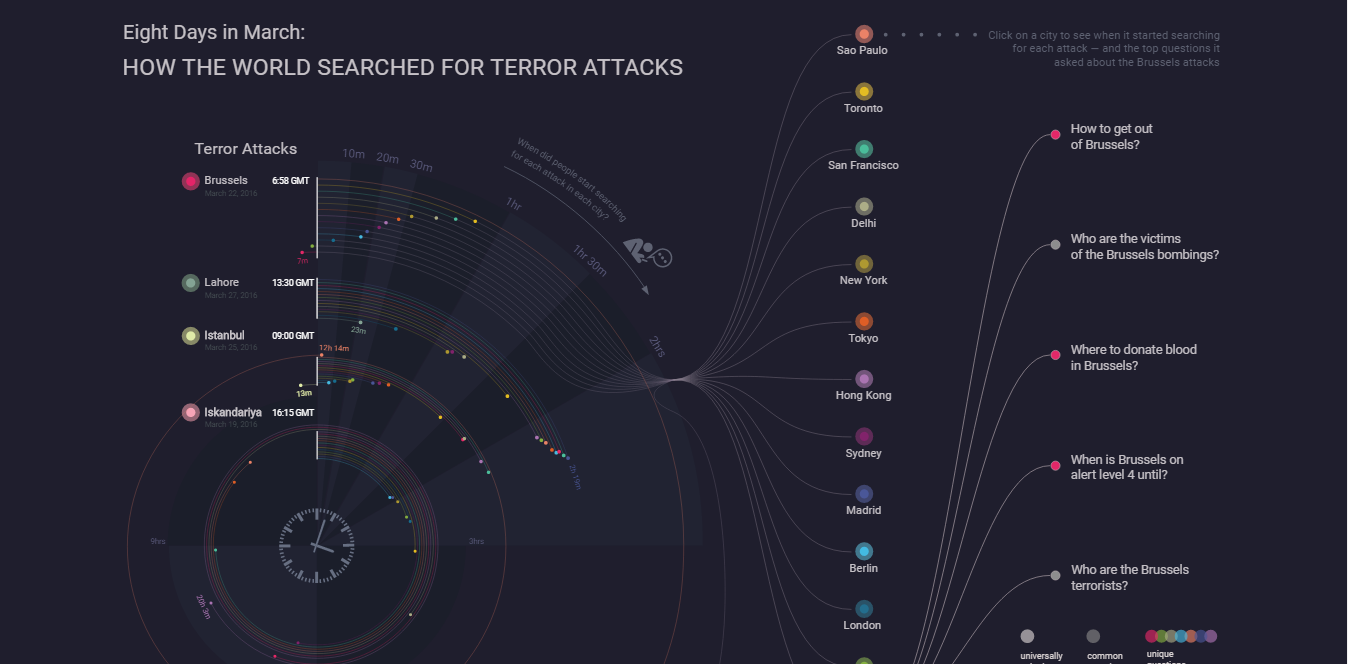 Eight Days in March:
HOW THE WORLD SEARCHED FOR TERROR ATTACKS
Click on a city to see when it started searching
for each attack — and the top questions it
asked about the Brussels attacks
Terror Attacks
Brussels 6:58 GMT
March 22, 2016
7m
Lahore 13:30 GMT
March 27, 2016
23m
Istanbul 09:00 GMT
March 25, 2016
12h 14m
13m
Iskandariya 16:15 GMT
March 19, 2016
10m
20m
30m
1hr
1hr 30m
2hrs
3hrs
9hrs
2h 19m
20h 3m
When did people start searching
for each attack in each city?
Sao Paulo
Toronto
San Francisco
Delhi
New York
Tokyo
Hong Kong
Sydney
Madrid
Berlin
London
How to get out
of Brussels?
Who are the victims
of the Brussels bombings?
Where to donate blood
in Brussels?
When is Brussels on
alert level 4 until?
Who are the Brussels
terrorists?
universally
common
unique